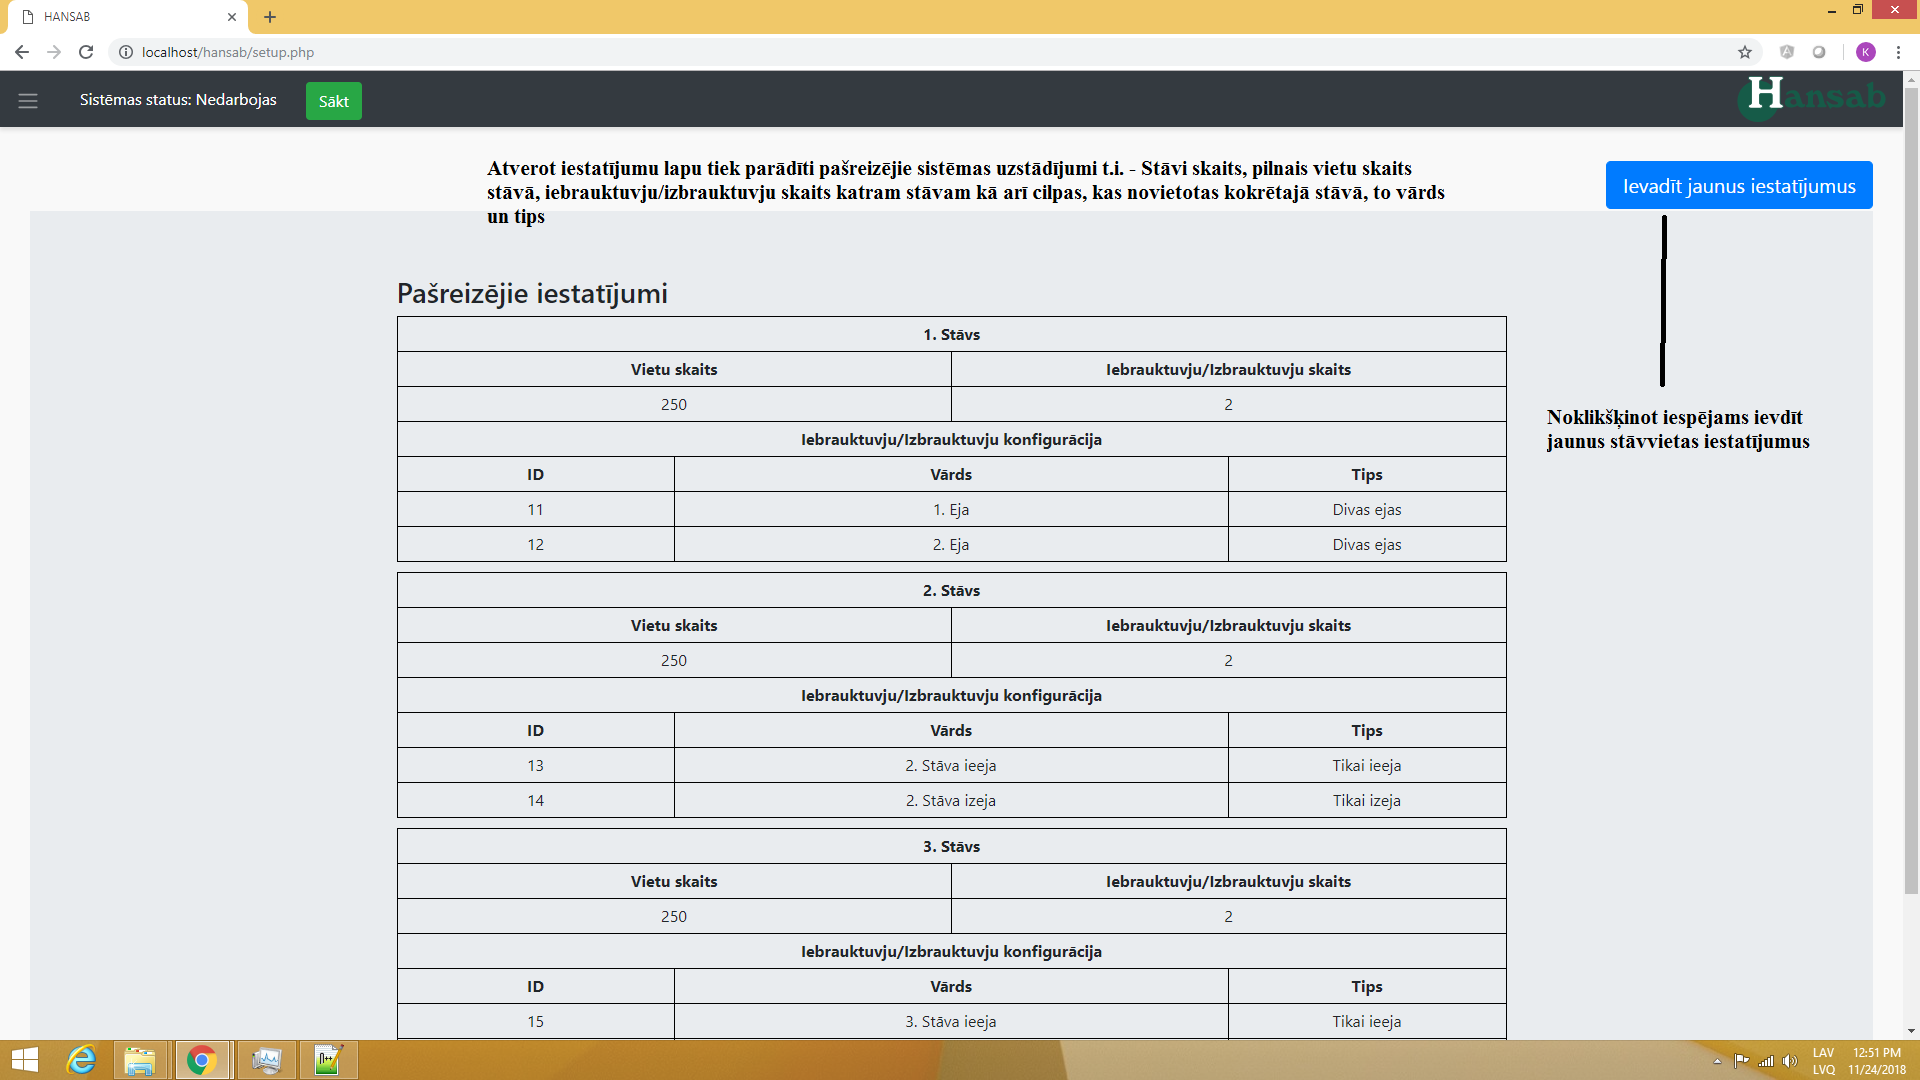 HANSAB
localhost/hansab/setup.php
K
Sistēmas status: Nedarbojas Sākt
Hansab
Atverot iestatījumu lapu tiek parādīti pašreizējie sistēmas uzstādījumi t.i. - Stāvi skaits, pilnais vietu skaits
stāvā, iebrauktuvju/izbrauktuvju skaits katram stāvam kā arī cilpas, kas novietotas kokrētajā stāvā, to vārds
un tips
Ievadīt jaunus iestatījumus
Noklikšķinot iespējams ievdīt
jaunus stāvvietas iestatījumus
Pašreizējie iestatījumi
1. Stāvs
Vietu skaits Iebrauktuvju/Izbrauktuvju skaits
250 2
Iebrauktuvju/Izbrauktuvju konfigurācija
ID Vārds Tips
11 1. Eja Divas ejas
12 2. Eja Divas ejas
2. Stāvs
Vietu skaits Iebrauktuvju/Izbrauktuvju skaits
250 2
Iebrauktuvju/Izbrauktuvju konfigurācija
ID Vārds Tips
13 2. Stāva ieeja Tikai ieeja
14 2. Stāva izeja Tikai izeja
3. Stāvs
Vietu skaits Iebrauktuvju/Izbrauktuvju skaits
250 2
Iebrauktuvju/Izbrauktuvju konfigurācija
ID Vārds Tips
15 3. Stāva ieeja Tikai ieeja
LAV 12:51 PM
LVQ 11/24/2018